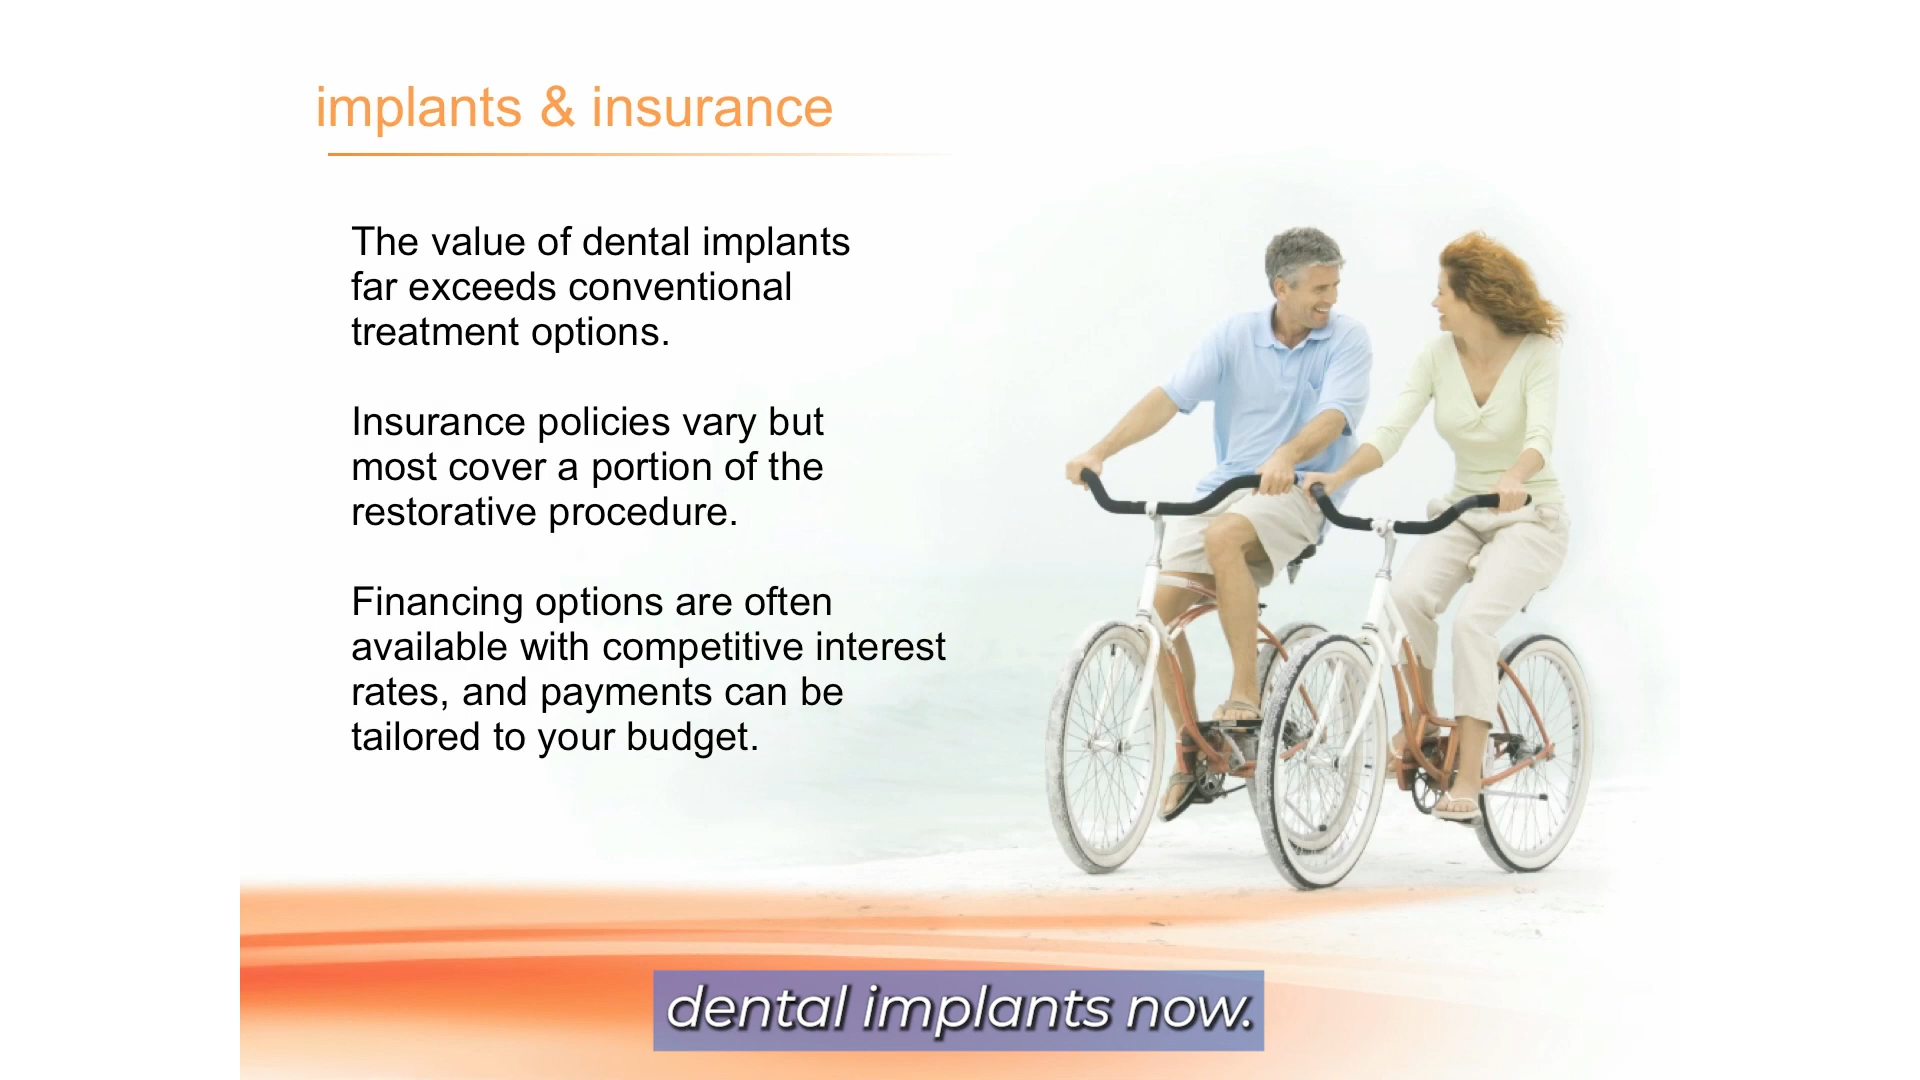 implants & insurance
The value of dental implants
far exceeds conventional
treatment options.
Insurance policies vary but
most cover a portion of the
restorative procedure.
Financing options are often
available with competitive interest
rates, and payments can be
tailored to your budget.
dental implants now.